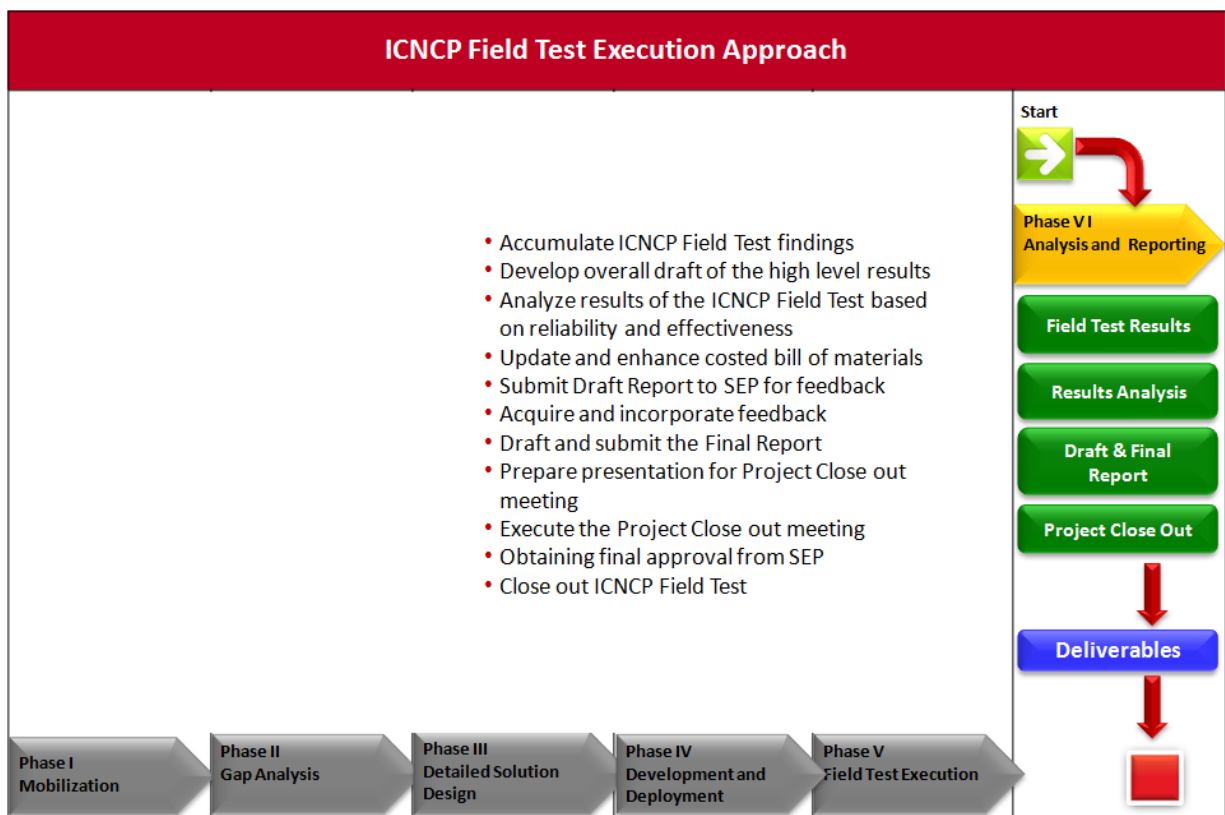 ICNCP Field Test Execution Approach
Start
Phase V I
Analysis and Reporting
• Accumulate ICNCP Field Test findings
• Develop overall draft of the high level results
• Analyze results of the ICNCP Field Test based
on reliability and effectiveness
• Update and enhance costed bill of materials
• Submit Draft Report to SEP for feedback
• Acquire and incorporate feedback
• Draft and submit the Final Report
• Prepare presentation for Project Close out
meeting
• Execute the Project Close out meeting
• Obtaining final approval from SEP
• Close out ICNCP Field Test
Field Test Results
Results Analysis
Draft & Final
Report
Project Close Out
Deliverables
Phase I
Mobilization
Phase II
Gap Analysis
Phase III
Detailed Solution
Design
Phase IV
Development and
Deployment
Phase V
Field Test Execution